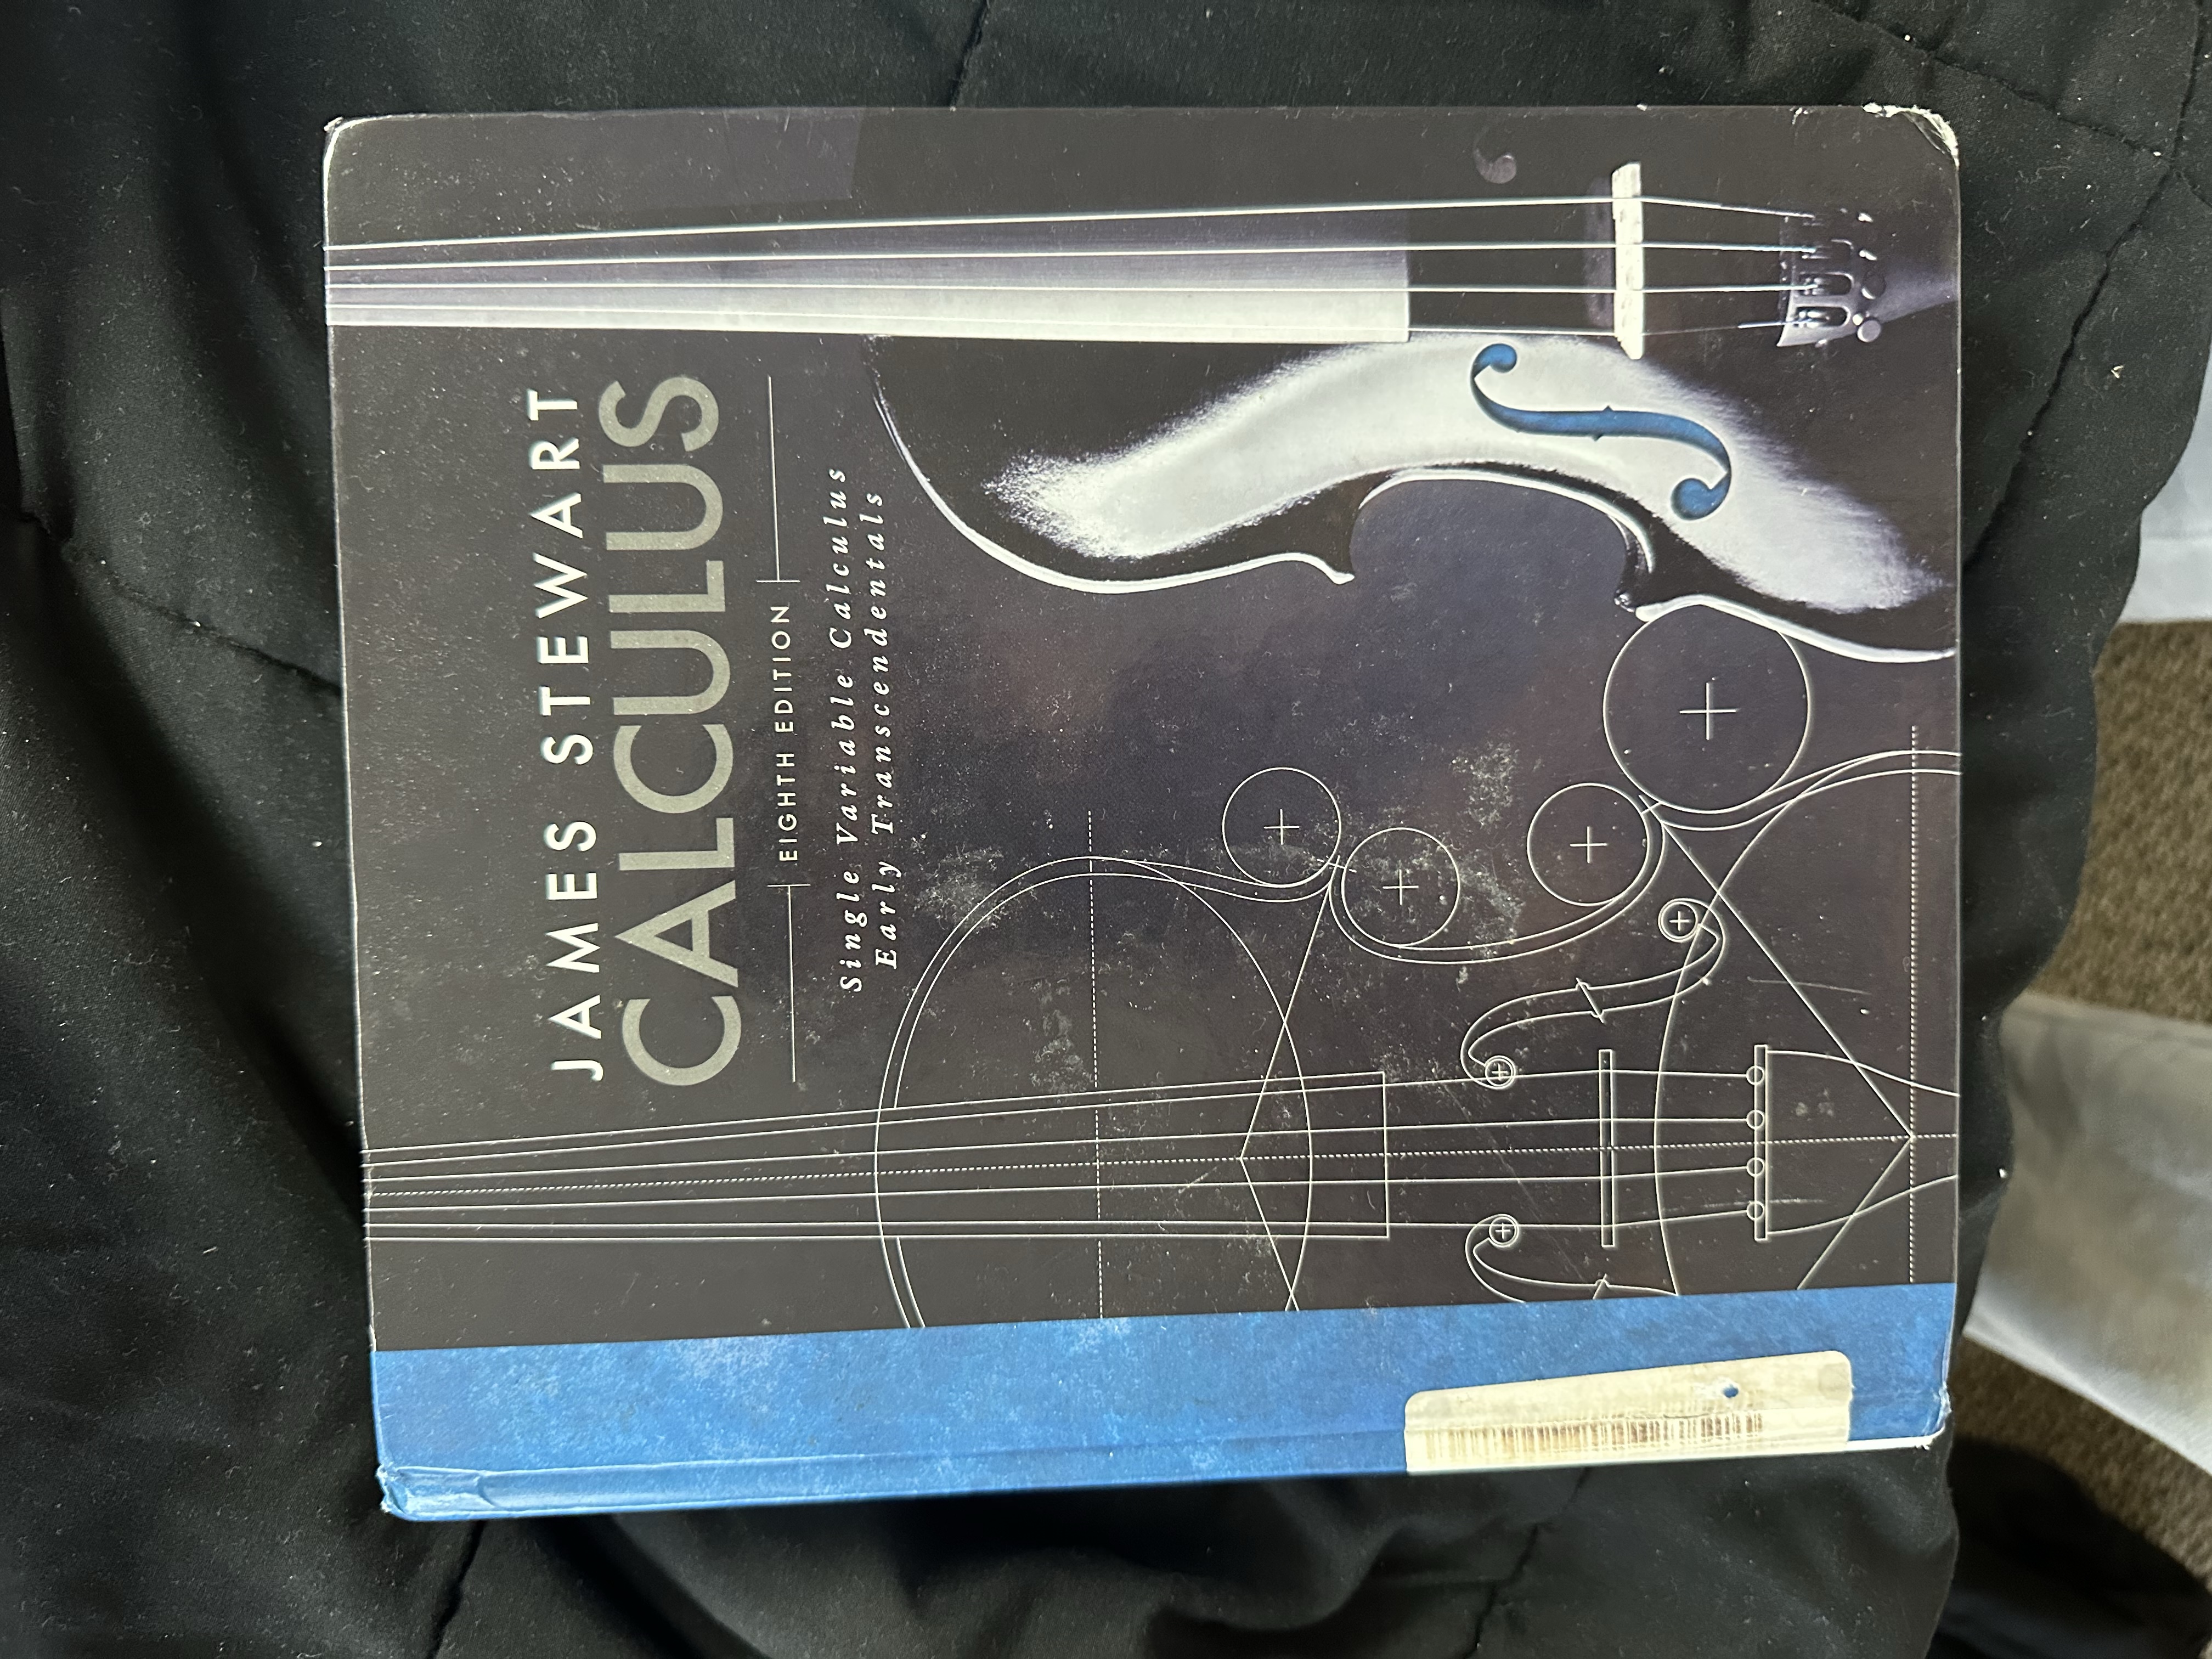 JAMES STEWART
CALCULUS
EIGHTH EDITION
Single Variable Calculus
Early Transcendentals